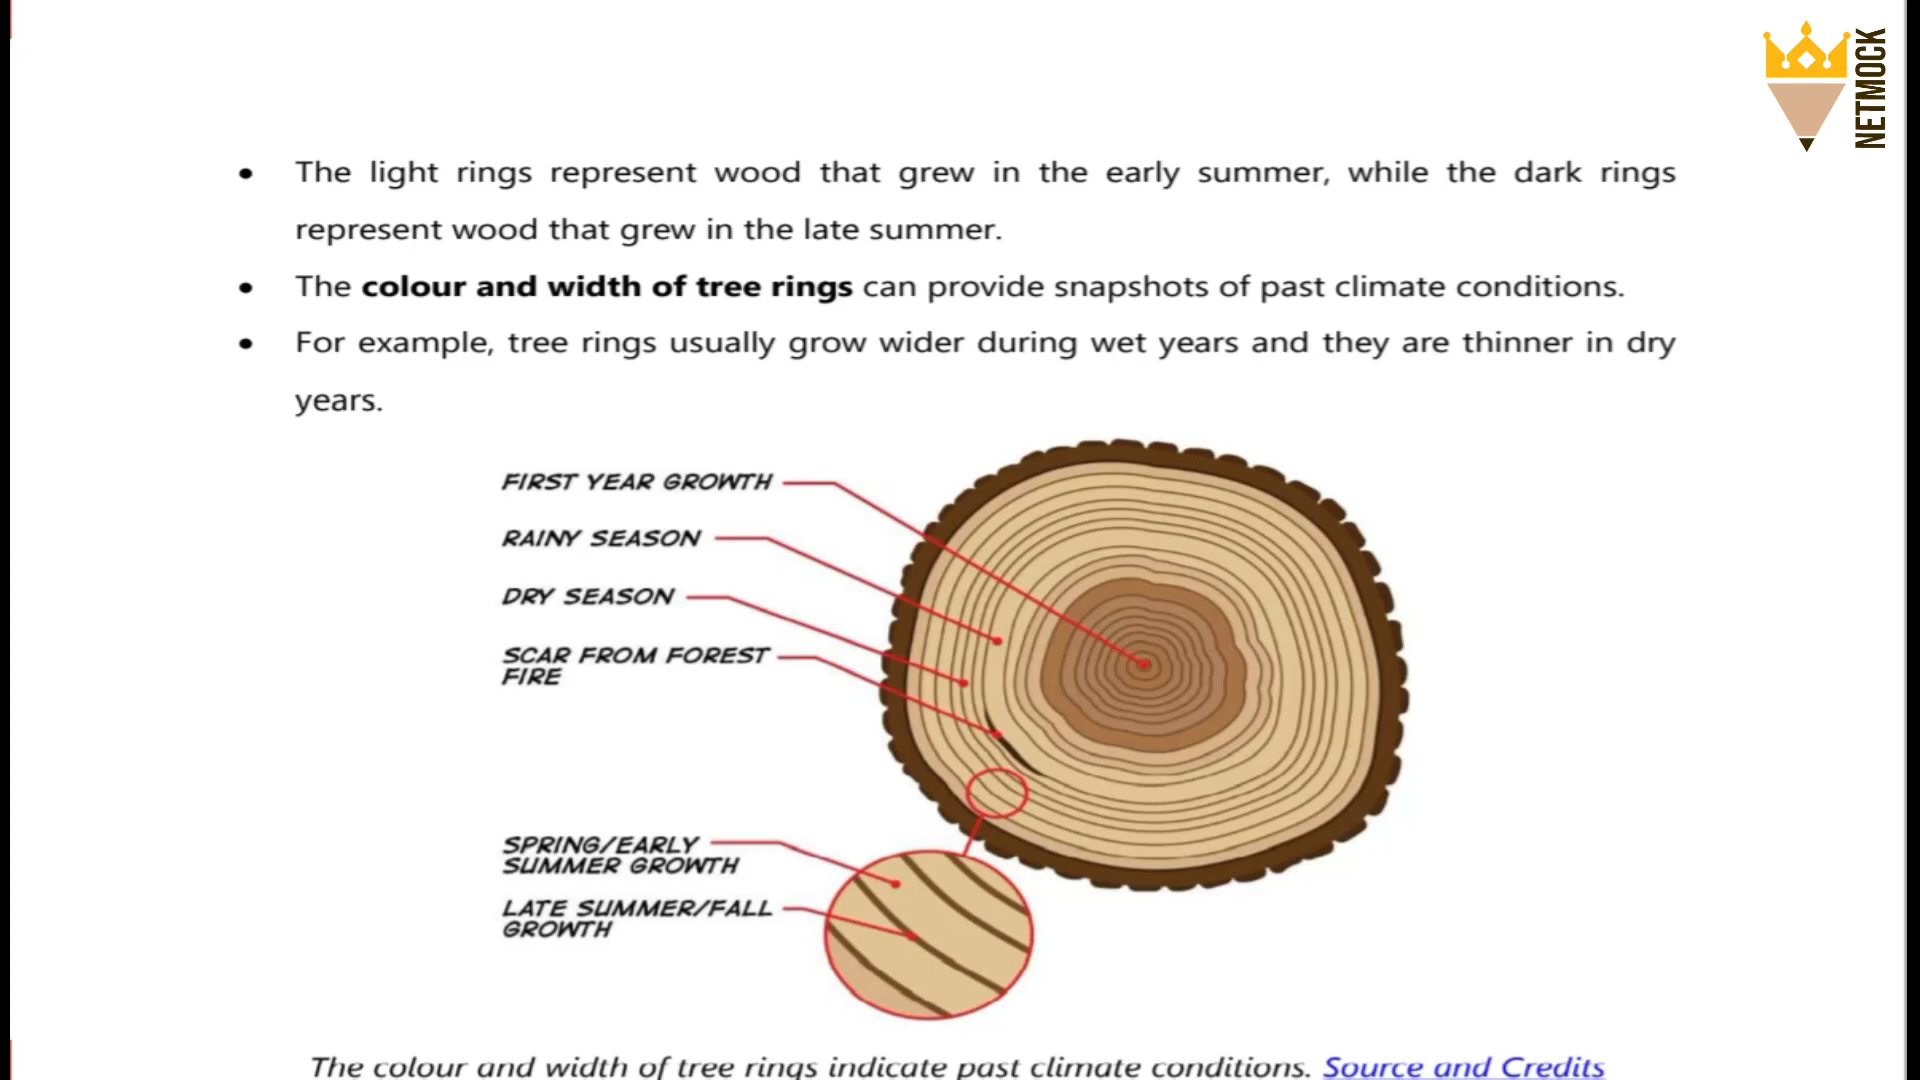 NETMOCK
The light rings represent wood that grew in the early summer, while the dark rings
represent wood that grew in the late summer.
The colour and width of tree rings can provide snapshots of past climate conditions.
For example, tree rings usually grow wider during wet years and they are thinner in dry
years.
FIRST YEAR GROWTH
RAINY SEASON
DRY SEASON
SCAR FROM FOREST
FIRE
SPRING/EARLY
SUMMER GROWTH
LATE SUMMER/FALL
GROWTH
The colour and width of tree rings indicate past climate conditions. Source and Credits